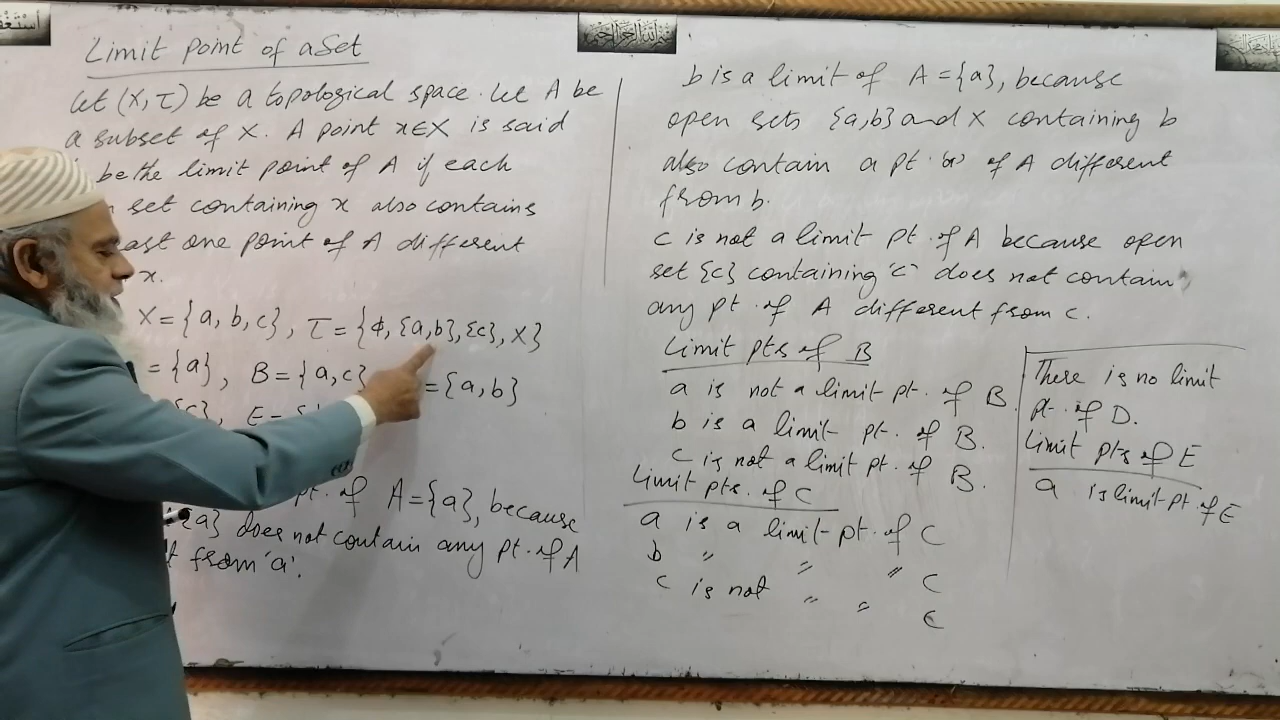 Limit Point of a Set
Let (X, τ) be a topological space. Let A be
a subset of X. A point x∈X is said
be the limit point of A if each
set containing x also contains
one point of A different
x.
X = {a, b, c}, τ = {ϕ, {a,b}, {c}, X}
= {a}, B = {a,c} = {a,b}
{c}, E =
pt. of A = {a}, because
{a} does not contain any pt. of A
from 'a'.
b is a limit of A = {a}, because
open sets {a,b} and X containing b
also contain a pt. 'a' of A different
from b.
c is not a limit pt. of A because open
set {c} containing 'c' does not contain
any pt. of A different from c.
Limit pts of B
a is not a limit pt. of B.
b is a limit pt. of B.
c is not a limit pt. of B.
Limit pts. of C
a is a limit pt. of C
b " " " C
c is not " " C
There is no limit
pt. of D.
Limit pts of E
a is limit pt. of E